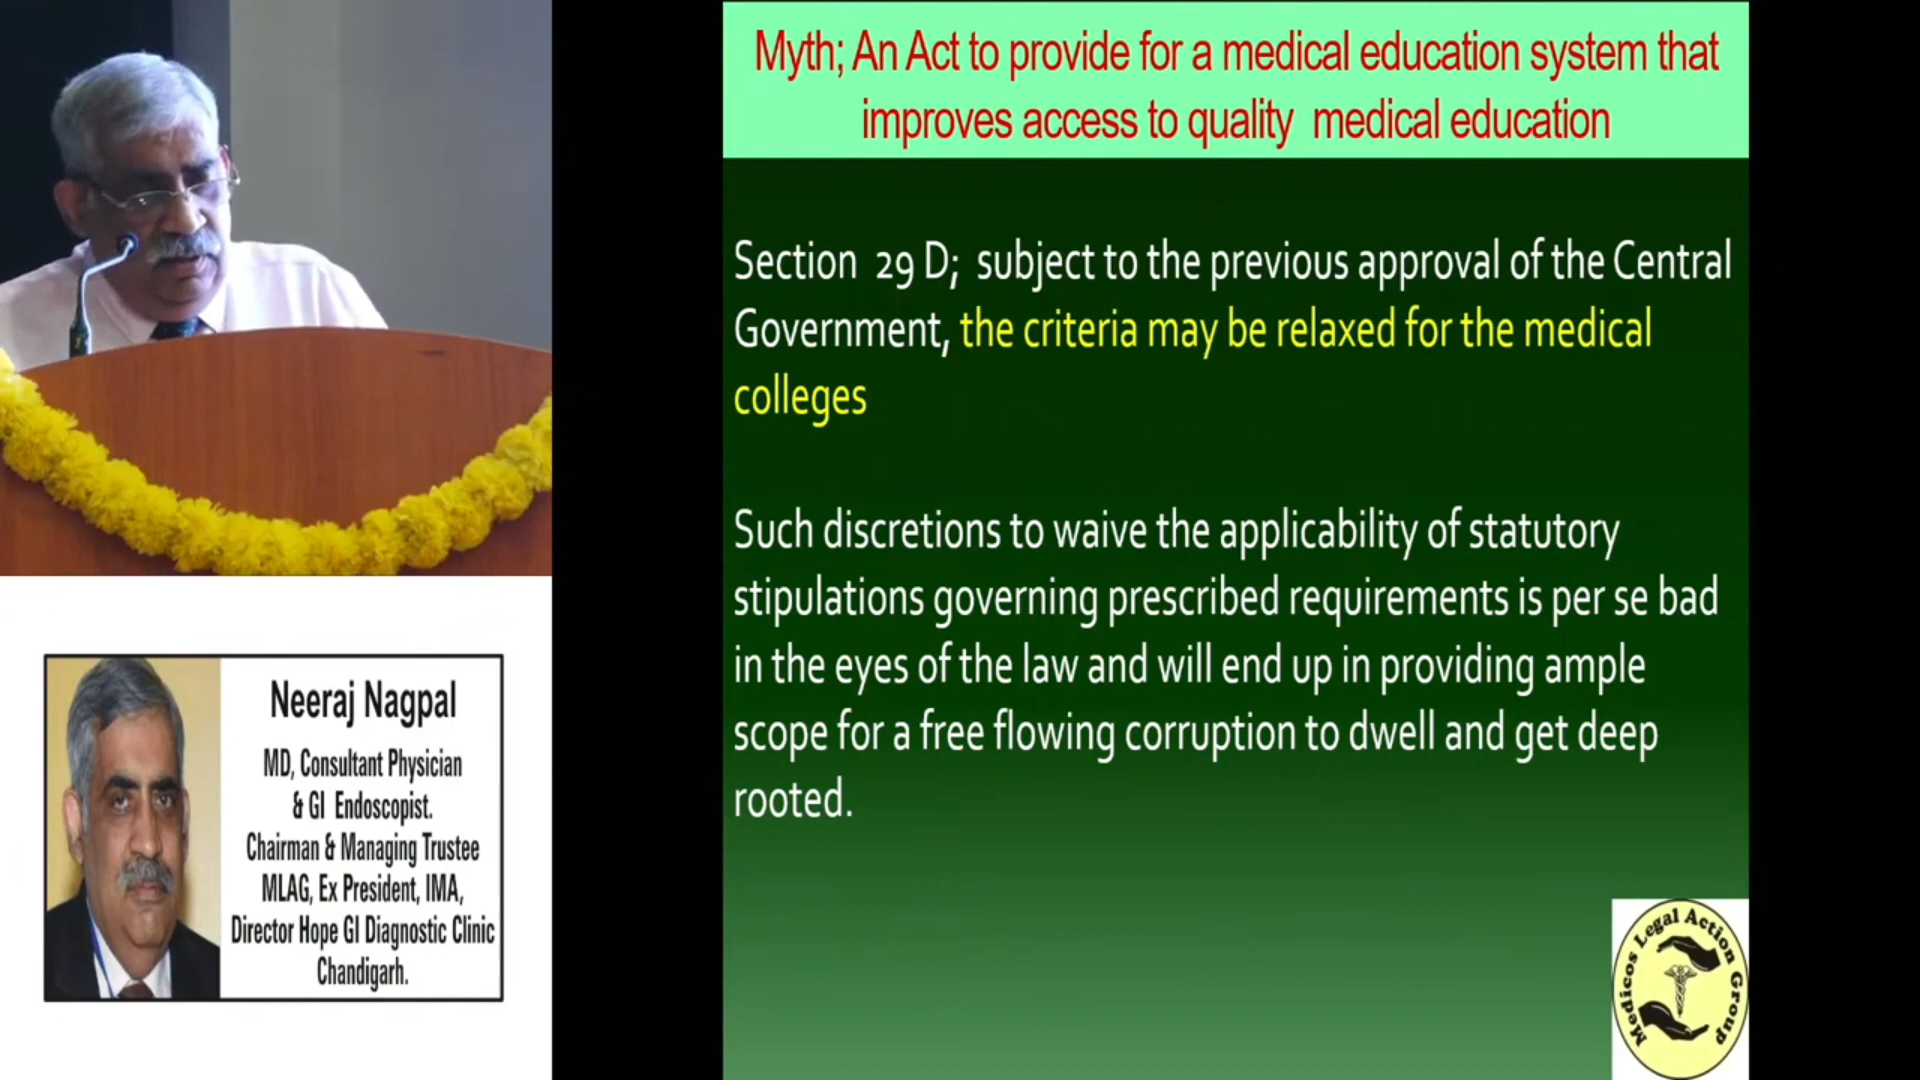 Myth; An Act to provide for a medical education system that
improves access to quality medical education
Section 29 D; subject to the previous approval of the Central
Government, the criteria may be relaxed for the medical
colleges
Such discretions to waive the applicability of statutory
stipulations governing prescribed requirements is per se bad
in the eyes of the law and will end up in providing ample
scope for a free flowing corruption to dwell and get deep
rooted.
Neeraj Nagpal
MD, Consultant Physician
& GI Endoscopist.
Chairman & Managing Trustee
MLAG, Ex President, IMA,
Director Hope GI Diagnostic Clinic
Chandigarh.
Medicos Legal Action Group